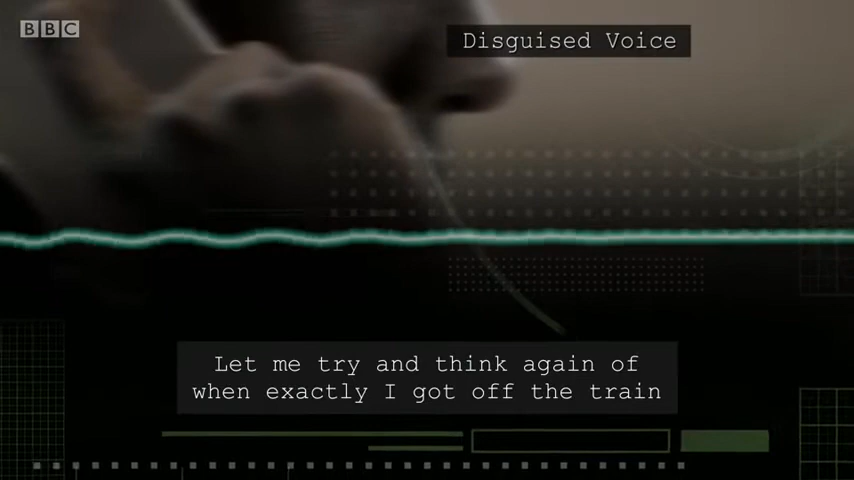 BBC
Disguised Voice
Let me try and think again of
when exactly I got off the train